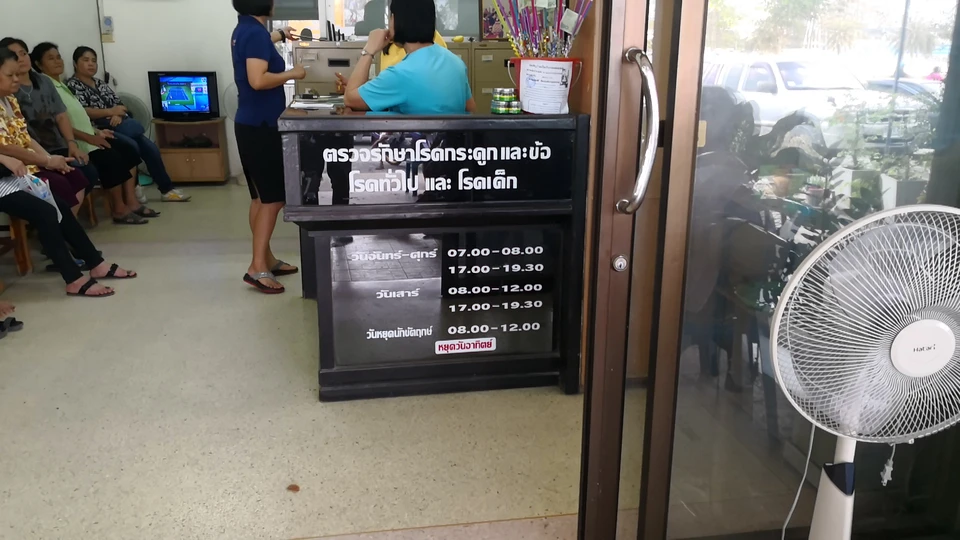 ตรวจรักษาโรคกระดูกและข้อ
โรคทั่วไป และ โรคเด็ก
วันจันทร์-ศุกร์ 07.00-08.00
17.00-19.30
วันเสาร์ 08.00-12.00
17.00-19.30
วันหยุดนักขัตฤกษ์ 08.00-12.00
หยุดวันอาทิตย์
Hatari